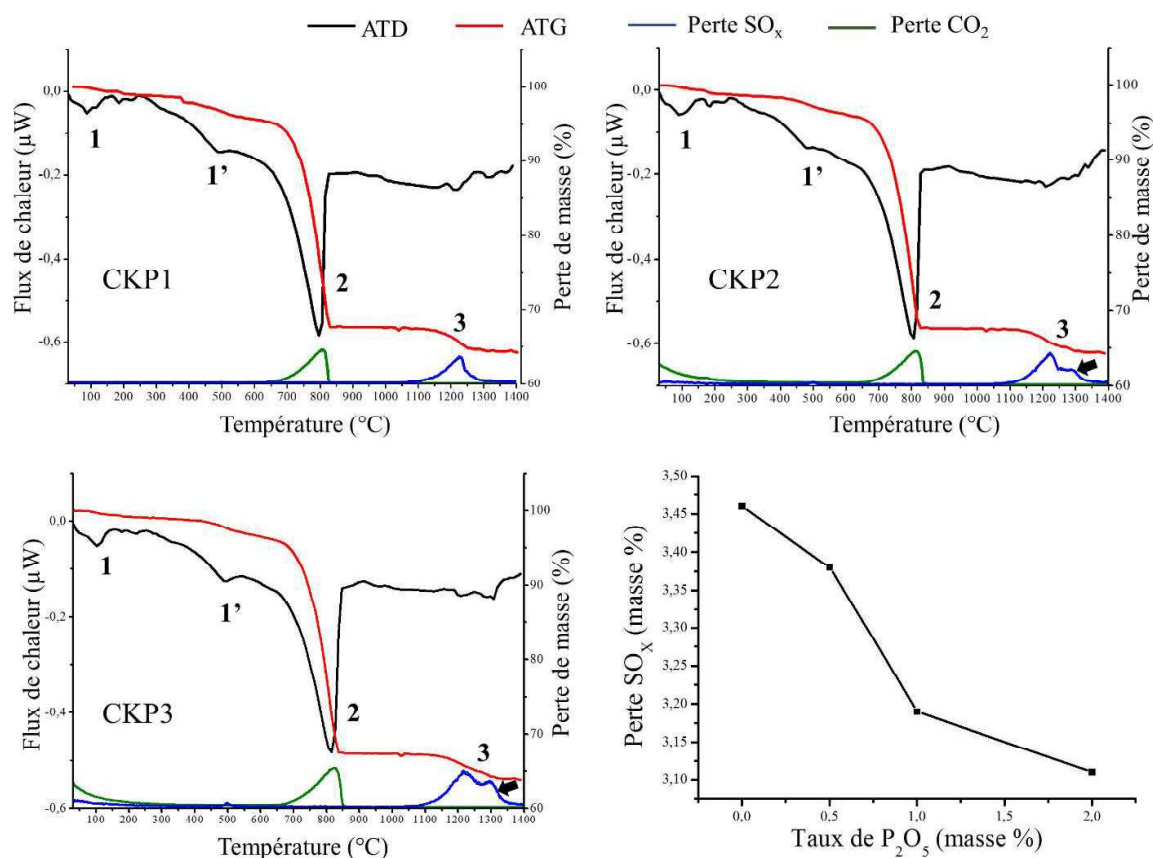 ATD ATG Perte SOx Perte CO2
Flux de chaleur (µW)
0,0
-0,2
-0,4
-0,6
1
1’
2
3
CKP1
100
90
80
70
60
Perte de masse (%)
100 200 300 400 500 600 700 800 900 1000 1100 1200 1300 1400
Température (°C)
Flux de chaleur (µW)
0,0
-0,2
-0,4
-0,6
1
1’
2
3
CKP2
100
90
80
70
60
Perte de masse (%)
100 200 300 400 500 600 700 800 900 1000 1100 1200 1300 1400
Température (°C)
Flux de chaleur (µW)
0,0
-0,2
-0,4
-0,6
1
1’
2
3
CKP3
100
90
80
70
60
Perte de masse (%)
100 200 300 400 500 600 700 800 900 1000 1100 1200 1300 1400
Température (°C)
Perte SOX (masse %)
3,50
3,45
3,40
3,35
3,30
3,25
3,20
3,15
3,10
0,0 0,5 1,0 1,5 2,0
Taux de P2O5 (masse %)